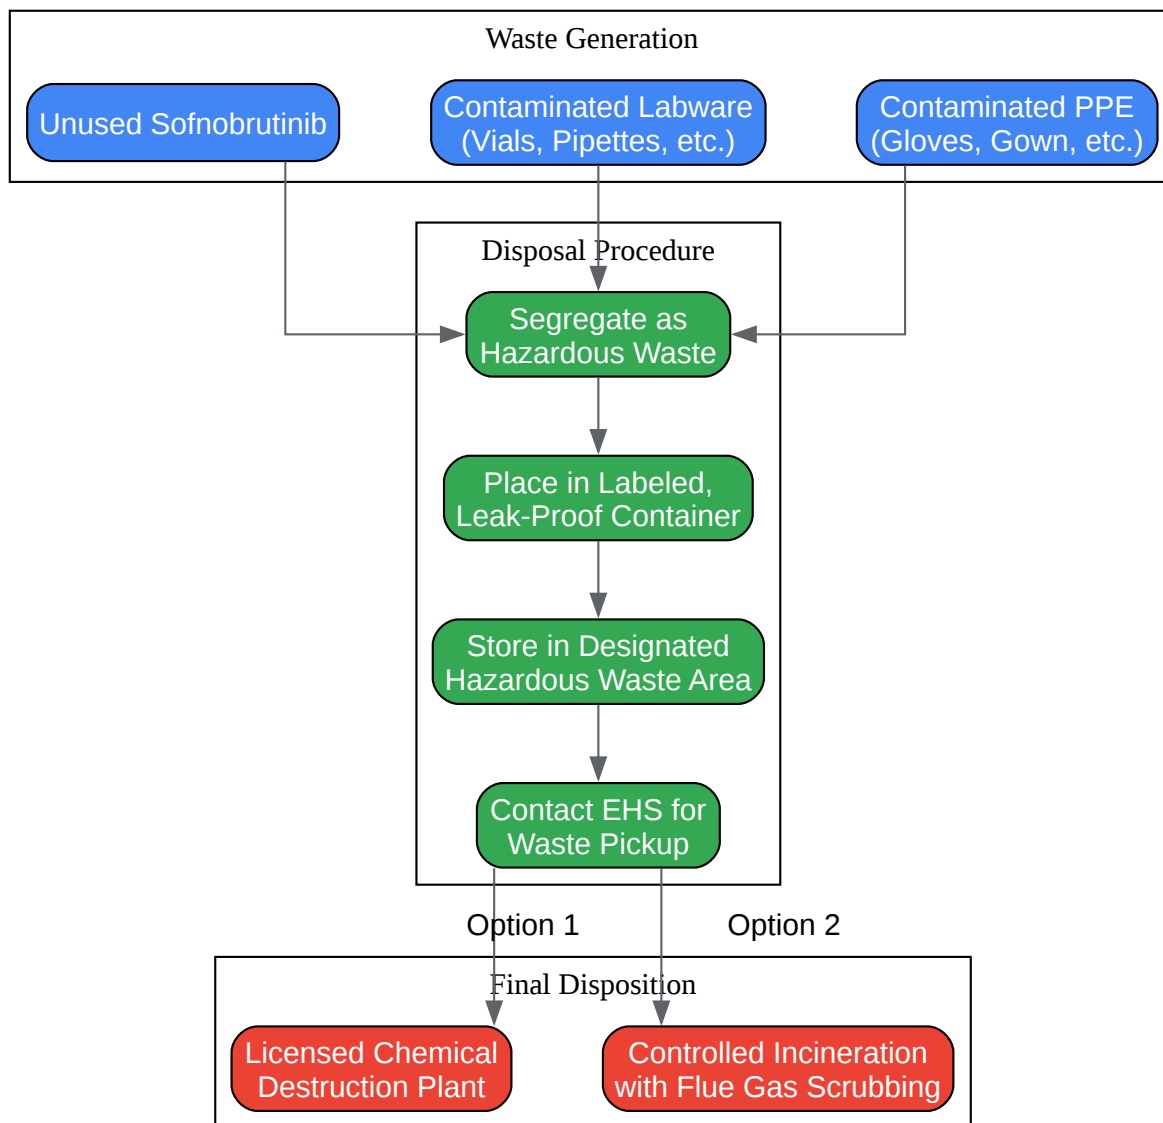 Waste Generation
Unused Sofnobrutinib
Contaminated Labware
(Vials, Pipettes, etc.)
Contaminated PPE
(Gloves, Gown, etc.)
Disposal Procedure
Segregate as
Hazardous Waste
Place in Labeled,
Leak-Proof Container
Store in Designated
Hazardous Waste Area
Contact EHS for
Waste Pickup
Option 1
Option 2
Final Disposition
Licensed Chemical
Destruction Plant
Controlled Incineration
with Flue Gas Scrubbing